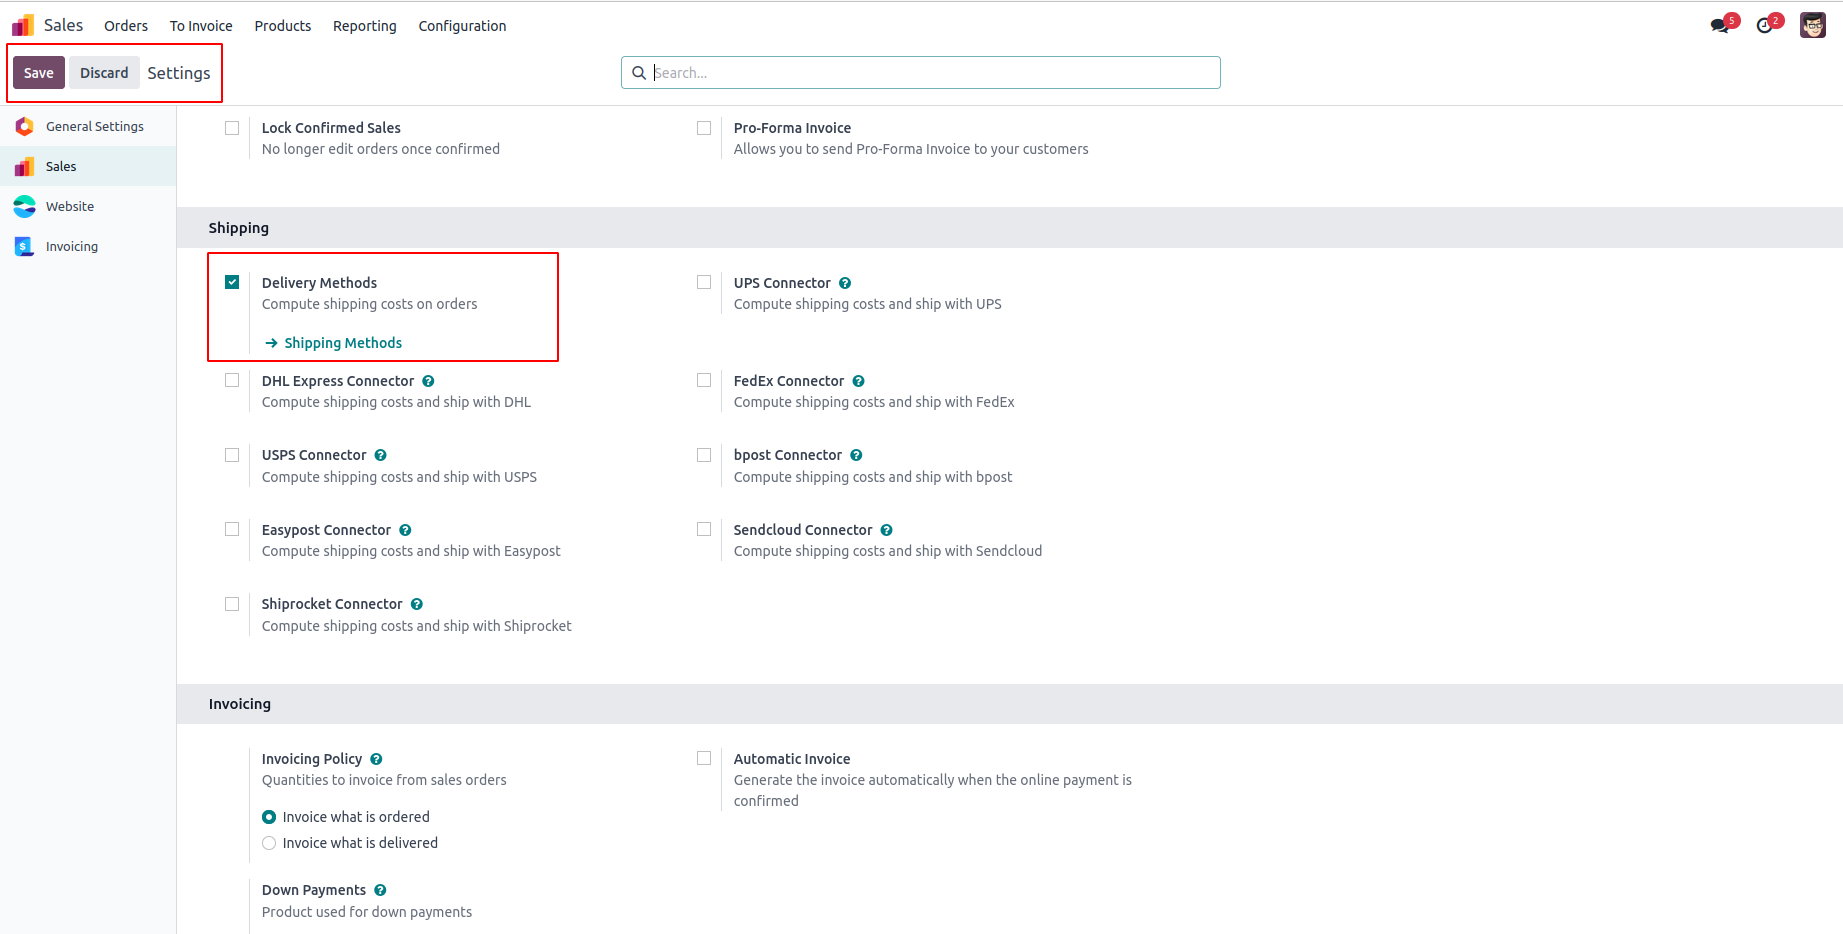 Sales Orders To Invoice Products Reporting Configuration 5 2
Save Discard Settings Search...
General Settings
Sales
Website
Invoicing
Lock Confirmed Sales
No longer edit orders once confirmed
Pro-Forma Invoice
Allows you to send Pro-Forma Invoice to your customers
Shipping
Delivery Methods
Compute shipping costs on orders
Shipping Methods
UPS Connector ?
Compute shipping costs and ship with UPS
DHL Express Connector ?
Compute shipping costs and ship with DHL
FedEx Connector ?
Compute shipping costs and ship with FedEx
USPS Connector ?
Compute shipping costs and ship with USPS
bpost Connector ?
Compute shipping costs and ship with bpost
Easypost Connector ?
Compute shipping costs and ship with Easypost
Sendcloud Connector ?
Compute shipping costs and ship with Sendcloud
Shiprocket Connector ?
Compute shipping costs and ship with Shiprocket
Invoicing
Invoicing Policy ?
Quantities to invoice from sales orders
Invoice what is ordered
Invoice what is delivered
Automatic Invoice
Generate the invoice automatically when the online payment is
confirmed
Down Payments ?
Product used for down payments